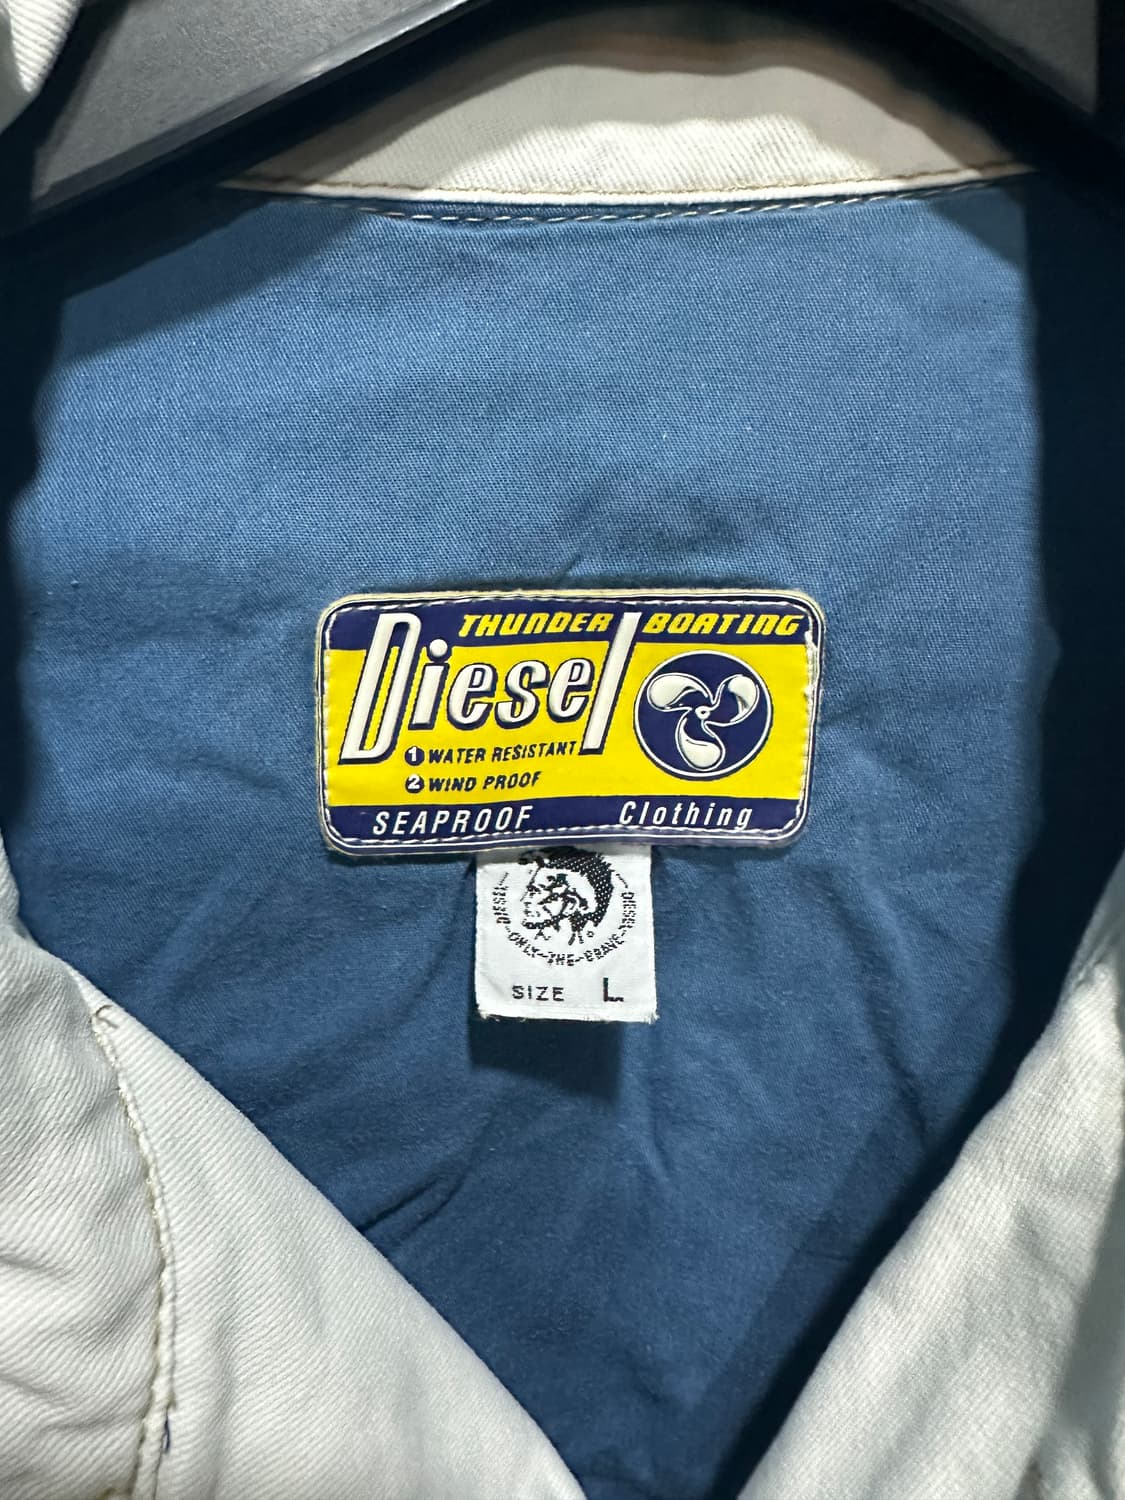 THUNDER BOATING
Diesel
1 WATER RESISTANT
2 WIND PROOF
SEAPROOF Clothing
DIESEL ONLY THE BRAVE DIESEL
SIZE L